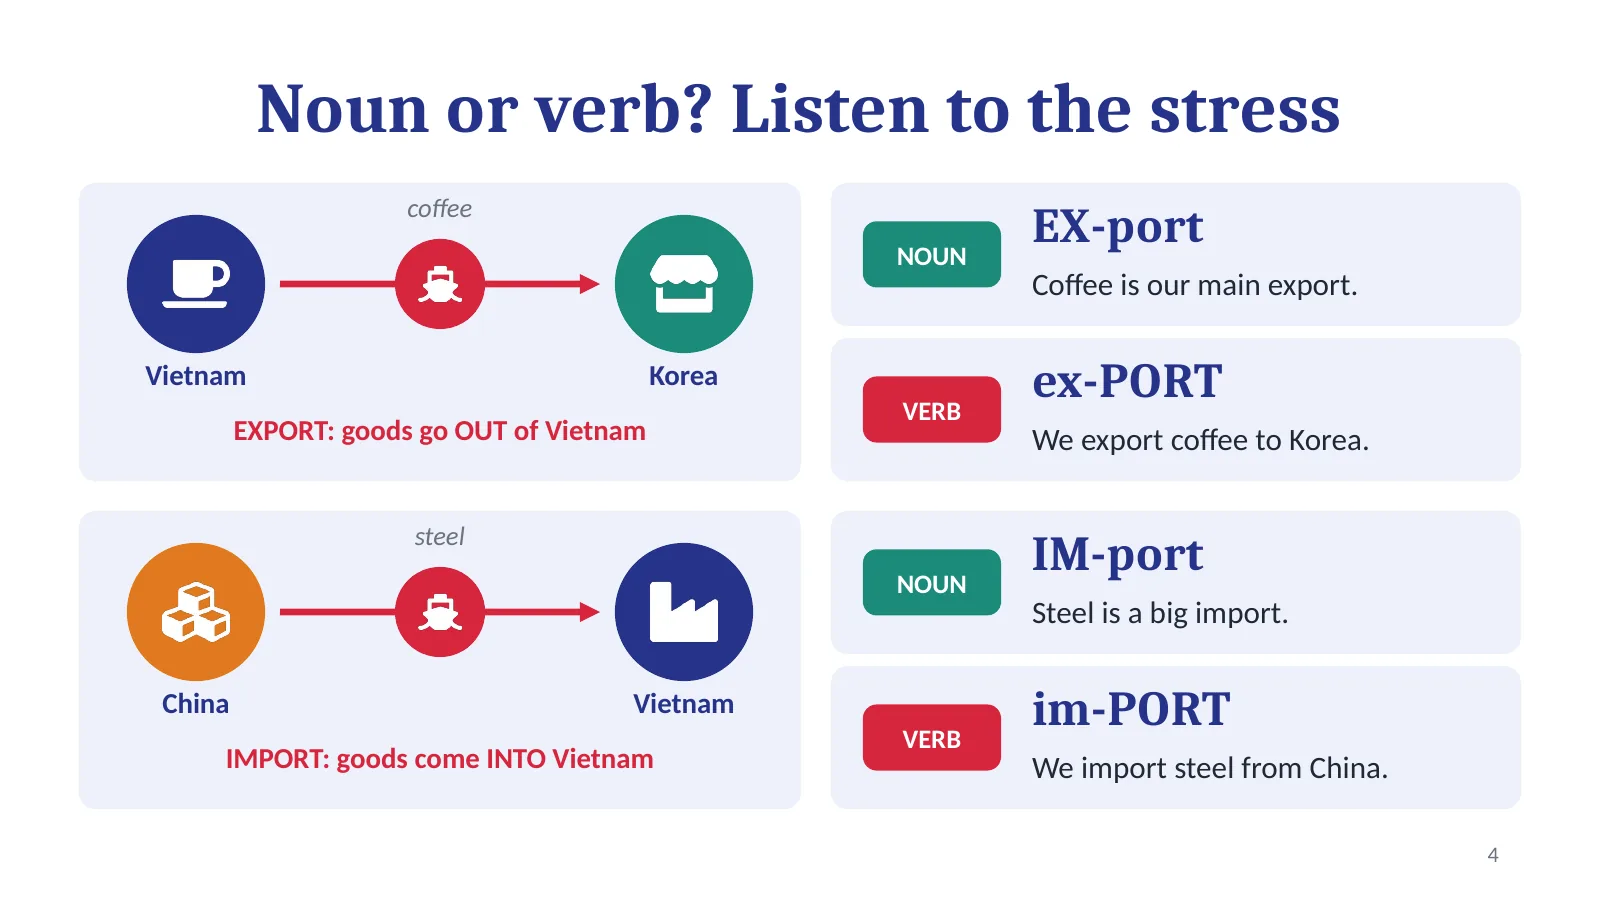 Noun or verb? Listen to the stress
coffee
Vietnam
Korea
EXPORT: goods go OUT of Vietnam
NOUN
EX-port
Coffee is our main export.
VERB
ex-PORT
We export coffee to Korea.
steel
China
Vietnam
IMPORT: goods come INTO Vietnam
NOUN
IM-port
Steel is a big import.
VERB
im-PORT
We import steel from China.
4